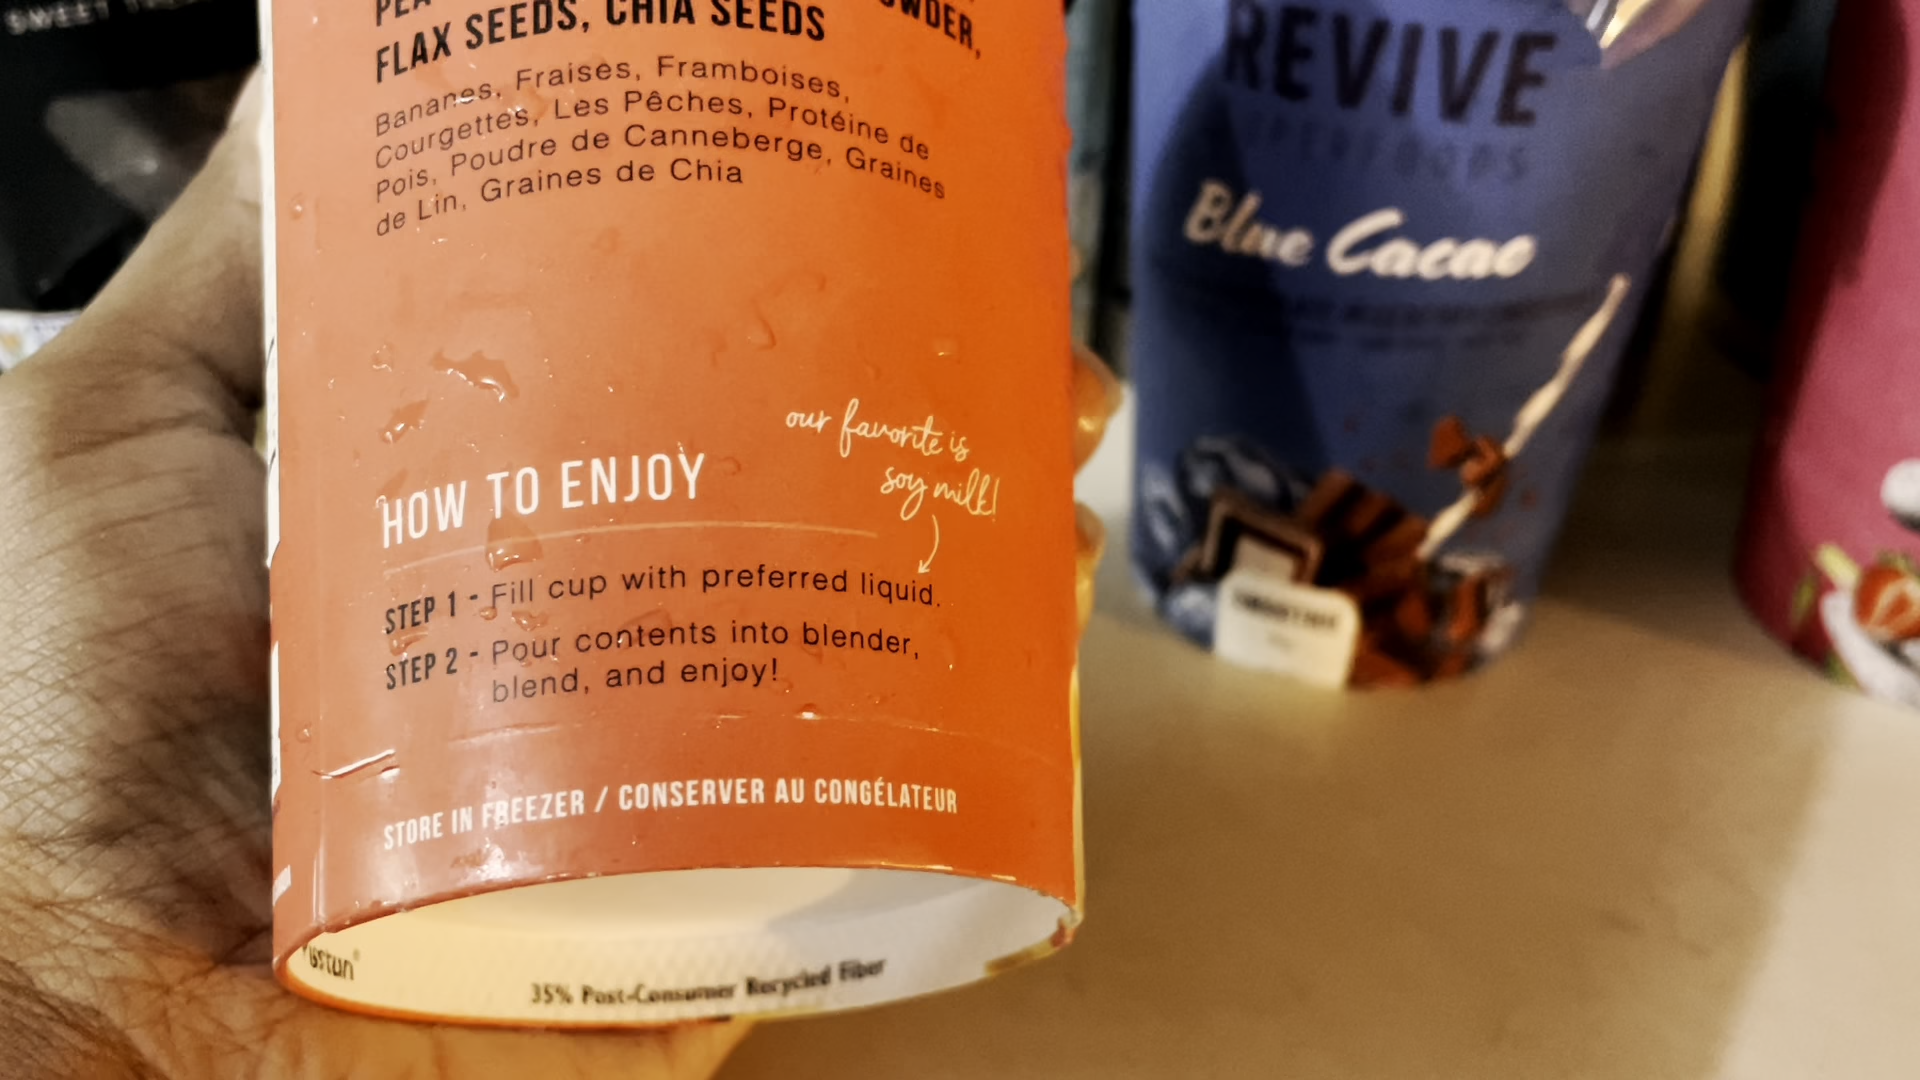 SWEET
FLAX SEEDS, CHIA SEEDS
Bananes, Fraises, Framboises,
Courgettes, Les Pêches, Protéine de
Pois, Poudre de Canneberge, Graines
de Lin, Graines de Chia
our favorite is
soy milk!
HOW TO ENJOY
STEP 1 - Fill cup with preferred liquid.
STEP 2 - Pour contents into blender,
blend, and enjoy!
STORE IN FREEZER / CONSERVER AU CONGÉLATEUR
35% Post-Consumer Recycled Fiber
REVIVE
SUPERFOODS
Blue Cacao